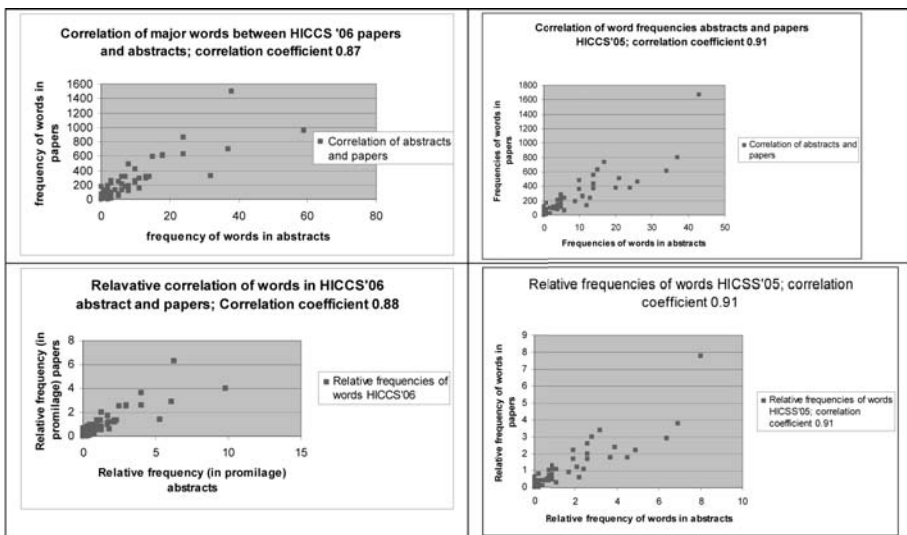 Correlation of major words between HICCS '06 papers
and abstracts; correlation coefficient 0.87
frequency of words in
papers
1600
1400
1200
1000
800
600
400
200
0
0 20 40 60 80
frequency of words in abstracts
Correlation of abstracts
and papers
Correlation of word frequencies abstracts and papers
HICCS'05; correlation coefficient 0.91
Frequencies of words in
papers
1800
1600
1400
1200
1000
800
600
400
200
0
0 10 20 30 40 50
Frequencies of words in abstracts
Correlation of abstracts and
papers
Relavative correlation of words in HICCS'06
abstract and papers; Correlation coefficient 0.88
Relative frequency (in
promilage) papers
8
6
4
2
0
0 5 10 15
Relative frequency (in promilage)
abstracts
Relative frequencies of
words HICCS'06
Relative frequencies of words HICSS'05; correlation
coefficient 0.91
Relative frequency of words in
papers
9
8
7
6
5
4
3
2
1
0
0 2 4 6 8 10
Relative frequency of words in abstracts
Relative frequencies of words
HICSS'05; correlation
coefficient 0.91